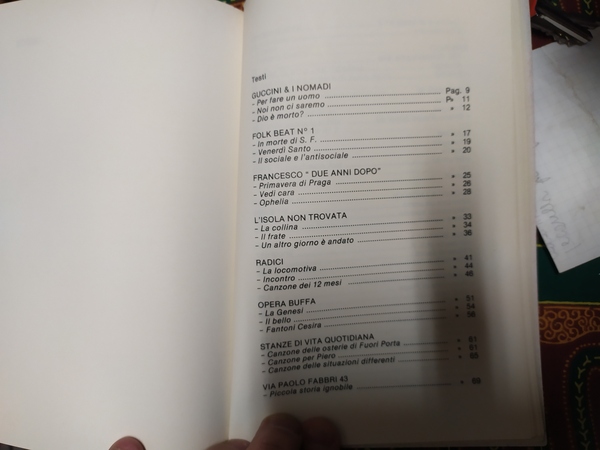 Testi
GUCCINI & I NOMADI Pag. 9
- Per fare un uomo ........ 11
- Noi non ci saremo ........ » 12
- Dio è morto? ........
FOLK BEAT N° 1
- In morte di S. F. ........ » 17
- Venerdì Santo ........ » 19
- Il sociale e l'antisociale ........ » 20
FRANCESCO " DUE ANNI DOPO"
- Primavera di Praga ........ » 25
- Vedi cara ........ » 26
- Ophelia ........ » 28
L'ISOLA NON TROVATA
- La collina ........ » 33
- Il frate ........ » 34
- Un altro giorno è andato ........ » 36
RADICI
- La locomotiva ........ » 41
- Incontro ........ » 44
- Canzone dei 12 mesi ........ » 46
OPERA BUFFA
- La Genesi ........ » 51
- Il bello ........ » 54
- Fantoni Cesira ........ » 56
STANZE DI VITA QUOTIDIANA
- Canzone delle osterie di Fuori Porta ........ » 61
- Canzone per Piero ........ » 61
- Canzone delle situazioni differenti ........ » 65
VIA PAOLO FABBRI 43
- Piccola storia ignobile ........ » 69